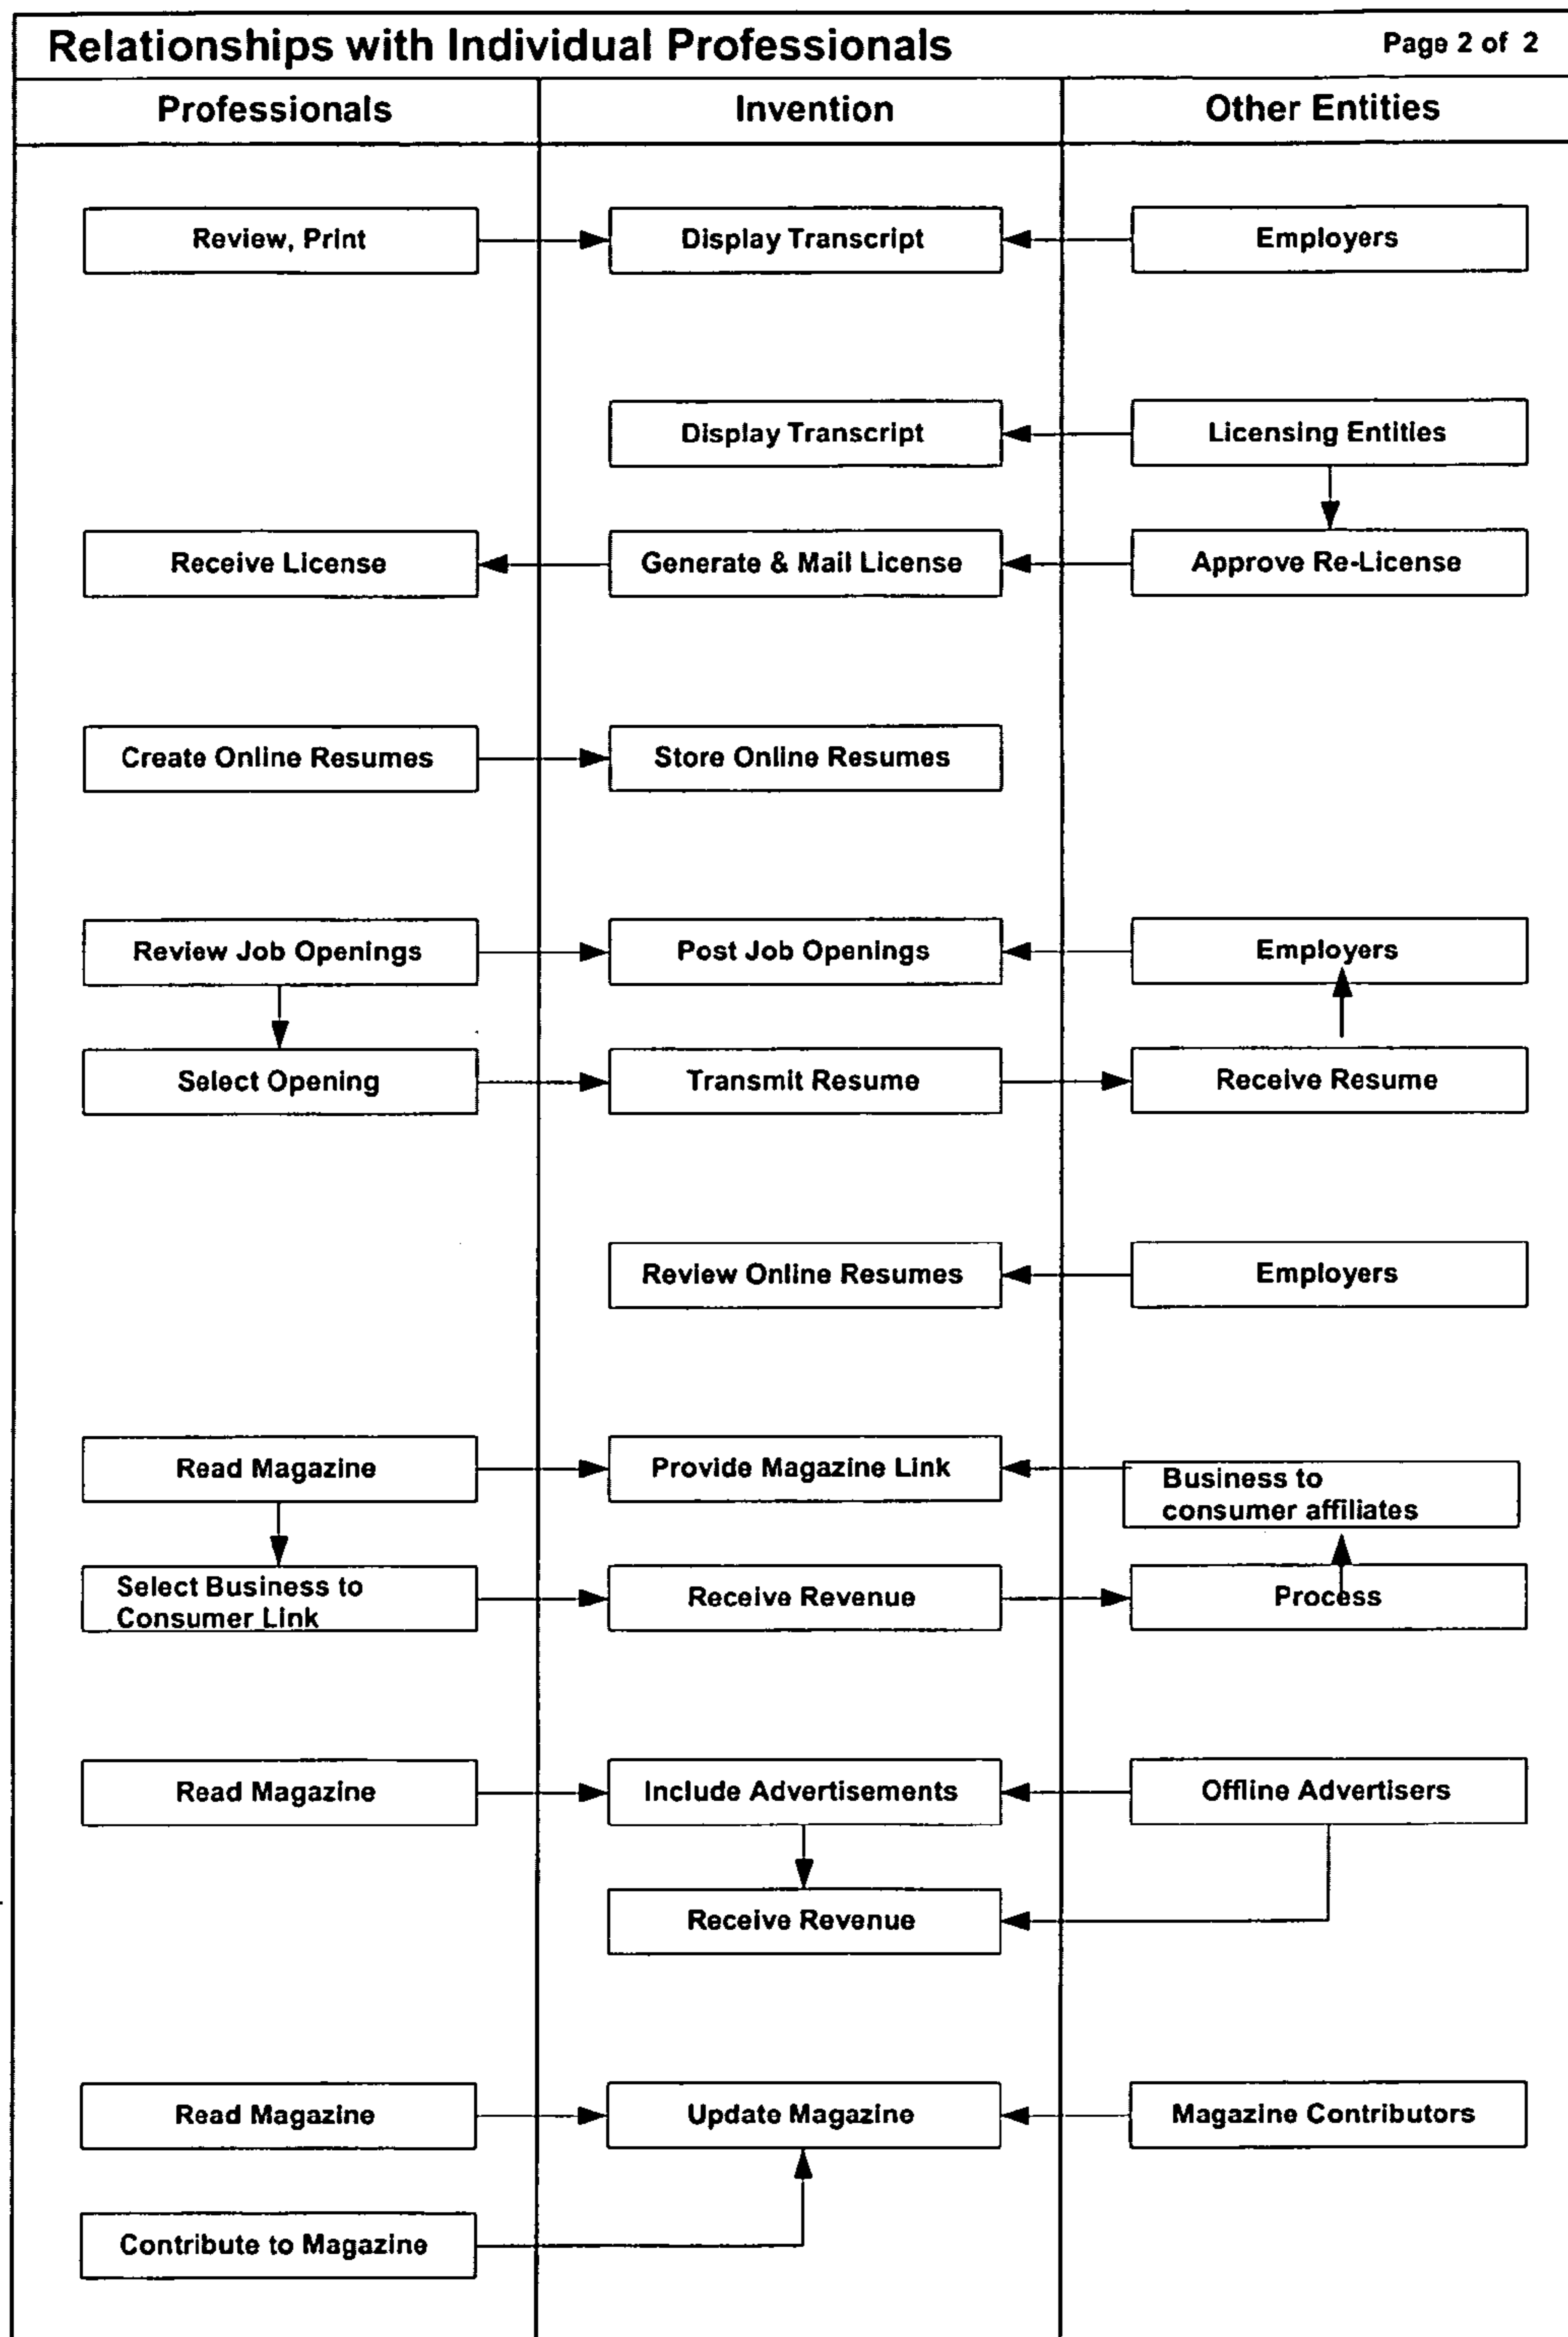 Relationships with Individual Professionals
Page 2 of 2
Professionals
Invention
Other Entities
Review, Print
Display Transcript
Employers
Display Transcript
Licensing Entities
Receive License
Generate & Mail License
Approve Re-License
Create Online Resumes
Store Online Resumes
Review Job Openings
Post Job Openings
Employers
Select Opening
Transmit Resume
Receive Resume
Review Online Resumes
Employers
Read Magazine
Provide Magazine Link
Business to
consumer affiliates
Select Business to
Consumer Link
Receive Revenue
Process
Read Magazine
Include Advertisements
Offline Advertisers
Receive Revenue
Read Magazine
Update Magazine
Magazine Contributors
Contribute to Magazine